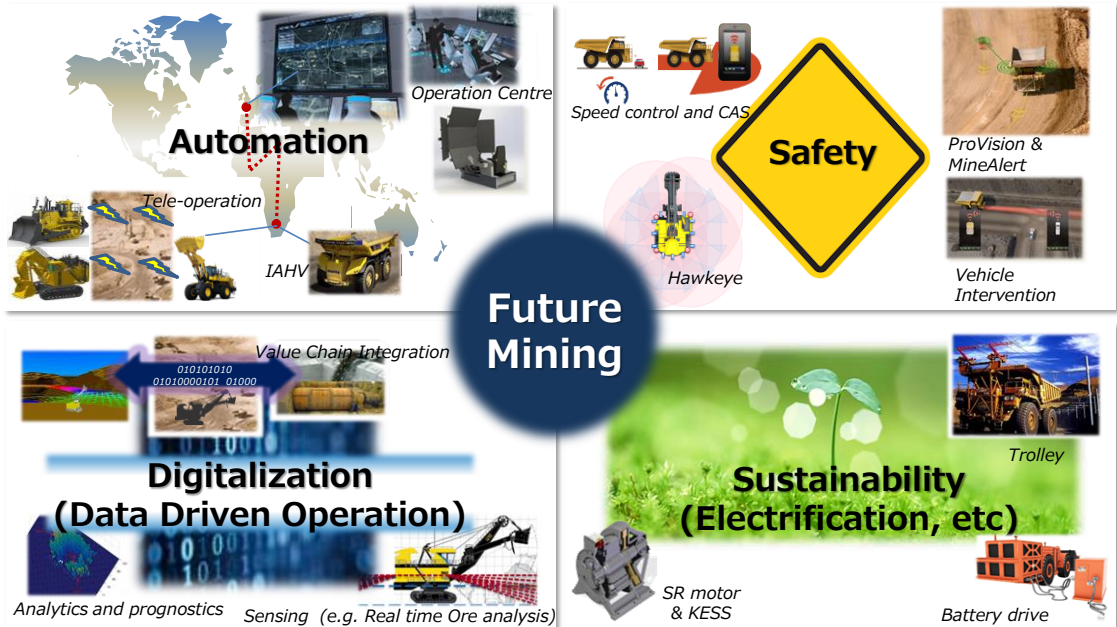 Operation Centre
Automation
Tele-operation
IAHV
Speed control and CAS
Safety
ProVision &
MineAlert
Hawkeye
Vehicle
Intervention
Future
Mining
Value Chain Integration
010101010
01010000101 01000
Digitalization
(Data Driven Operation)
Analytics and prognostics
Sensing (e.g. Real time Ore analysis)
Trolley
Sustainability
(Electrification, etc)
SR motor
& KESS
Battery drive